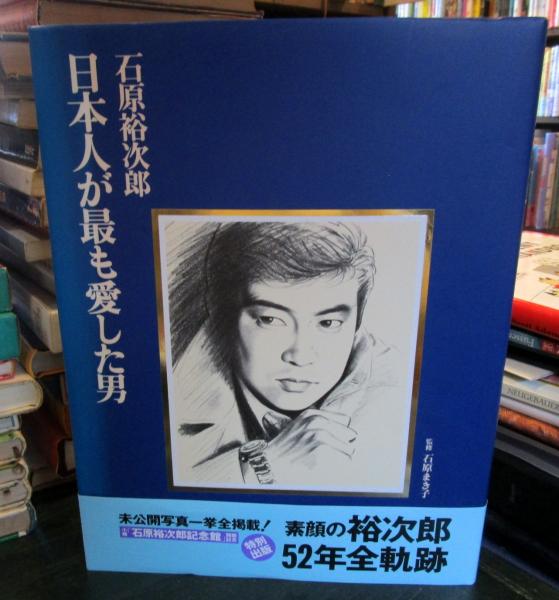 石原裕次郎
日本人が最も愛した男
監修 石原まき子
未公開写真一挙全掲載!
「石原裕次郎記念館」
特別
出版
素顔の裕次郎
52年全軌跡
NEUGEBAUER